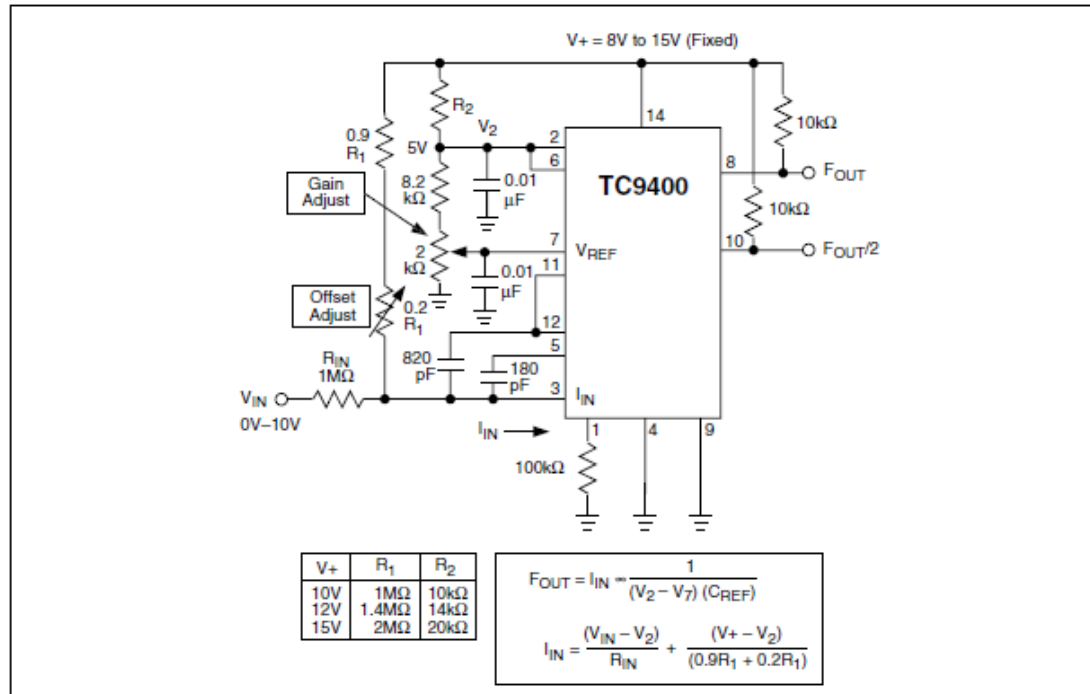 V+ = 8V to 15V (Fixed)
R2
V2
14
10kΩ
0.9
R1
5V
2
6
8
FOUT
TC9400
Gain
Adjust
8.2
kΩ
0.01
μF
10kΩ
10
FOUT/2
2
kΩ
7
VREF
11
0.01
μF
Offset
Adjust
0.2
R1
12
820
pF
5
180
pF
RIN
1MΩ
3
IIN
VIN
0V–10V
IIN
1
4
9
100kΩ
V+ R1 R2
10V 1MΩ 10kΩ
12V 1.4MΩ 14kΩ
15V 2MΩ 20kΩ
FOUT = IIN = 1
(V2 – V7) (CREF)
IIN = (VIN – V2) + (V+ – V2)
RIN (0.9R1 + 0.2R1)